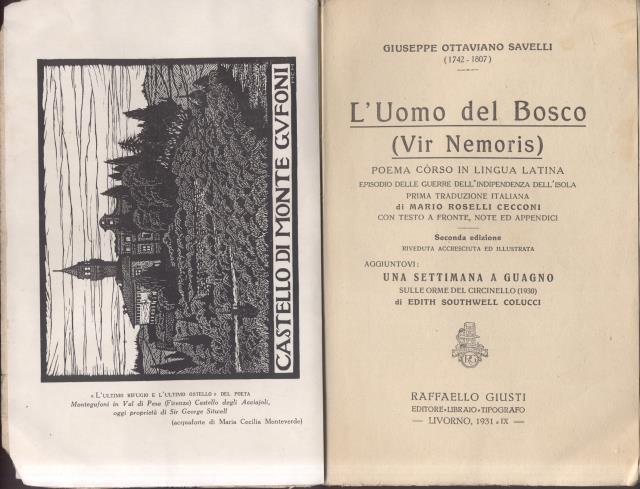 CASTELLO DI MONTE GVFONI
« L'ULTIMO RIFUGIO E L'ULTIMO OSTELLO » DEL POETA
Montegufoni in Val di Pesa (Firenze) Castello degli Acciajoli,
oggi proprietà di Sir George Sitwell
(acquaforte di Maria Cecilia Monteverde)
GIUSEPPE OTTAVIANO SAVELLI
(1742 - 1807)
L'Uomo del Bosco
(Vir Nemoris)
POEMA CÒRSO IN LINGUA LATINA
EPISODIO DELLE GUERRE DELL'INDIPENDENZA DELL'ISOLA
PRIMA TRADUZIONE ITALIANA
di MARIO ROSELLI CECCONI
CON TESTO A FRONTE, NOTE ED APPENDICI
Seconda edizione
RIVEDUTA ACCRESCIUTA ED ILLUSTRATA
AGGIUNTOVI:
UNA SETTIMANA A GUAGNO
SULLE ORME DEL CIRCINELLO (1930)
di EDITH SOUTHWELL COLUCCI
RAFFAELLO GIUSTI
EDITORE-LIBRAIO-TIPOGRAFO
— LIVORNO, 1931 - IX —